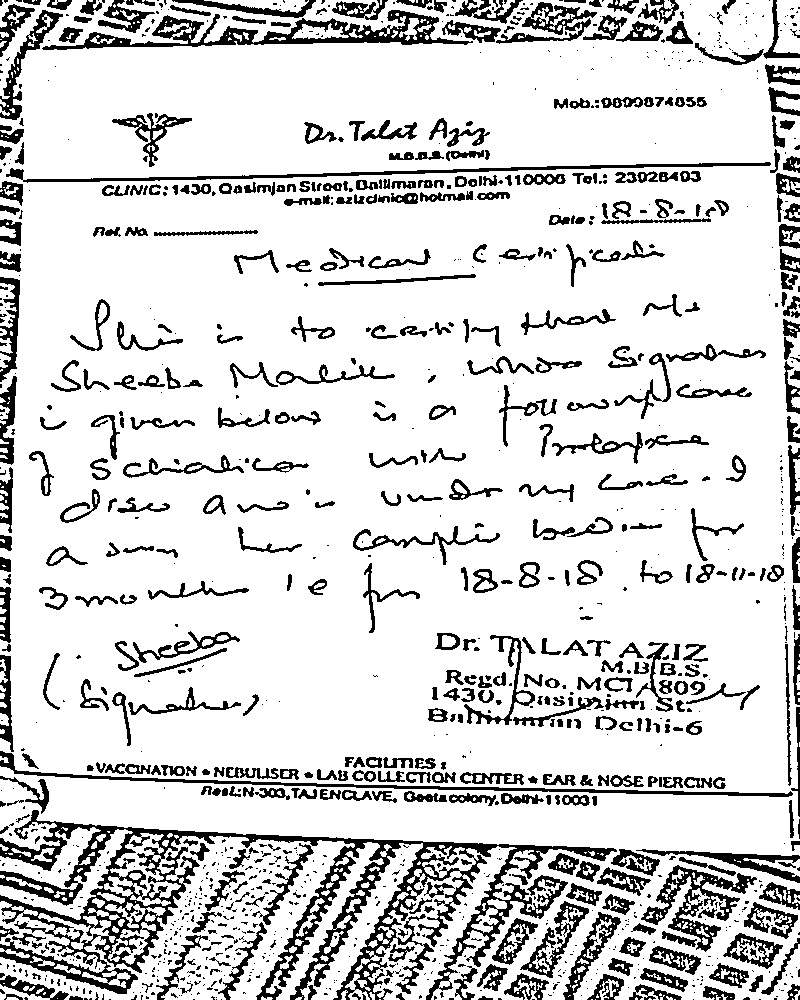 Mob.:9899874855
Dr. Talat Aziz
M.B.B.S.(Delhi)
CLINIC: 1430, Qasimjan Street, Ballimaran, Delhi-110006 Tel.: 23928493
e-mail: azizclinic@hotmail.com
Ref. No. ........................ Date: 18-8-18
Medical Certificate
This is to certify that Ms
Sheeba Malik, whose Signature
is given below is a followup case
of Schiatica with Prolapse
disc and is under my care. I
advise her complete bed for
3 months i e from 18-8-18 to 18-11-18
Sheeba
(Signature)
Dr. TALAT AZIZ
M.B.B.S.
Regd. No. MCI A809
1430, Qasimjan St.
Ballimaran Delhi-6
FACILITIES :
• VACCINATION • NEBULISER • LAB COLLECTION CENTER • EAR & NOSE PIERCING
Resi.: N-303, TAJ ENCLAVE, Geeta colony, Delhi-110031